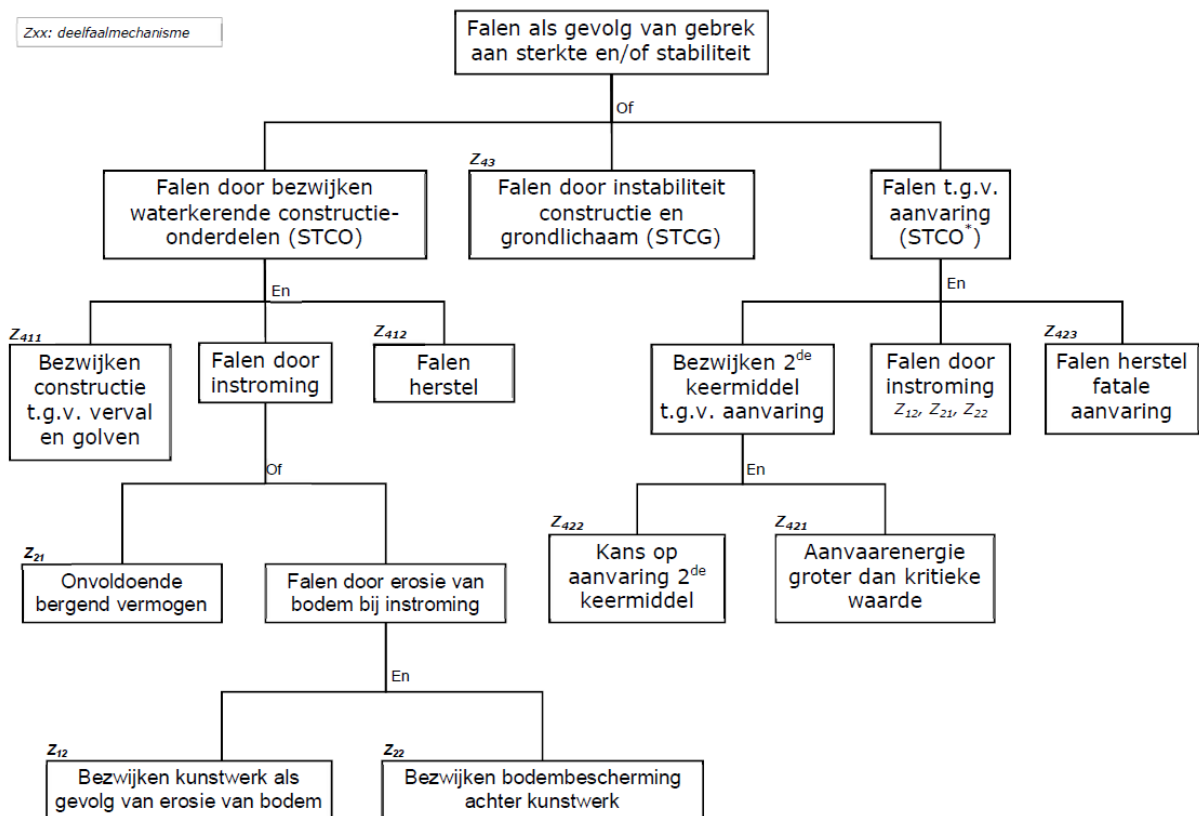 Zxx: deelfaalmechanisme
Falen als gevolg van gebrek
aan sterkte en/of stabiliteit
Of
Falen door bezwijken
waterkerende constructie-
onderdelen (STCO)
Z43
Falen door instabiliteit
constructie en
grondlichaam (STCG)
Falen t.g.v.
aanvaring
(STCO*)
En
En
Z411
Bezwijken
constructie
t.g.v. verval
en golven
Falen door
instroming
Z412
Falen
herstel
Bezwijken 2de
keermiddel
t.g.v. aanvaring
Falen door
instroming
Z12, Z21, Z22
Z423
Falen herstel
fatale
aanvaring
Of
En
Z21
Onvoldoende
bergend vermogen
Falen door erosie van
bodem bij instroming
Z422
Kans op
aanvaring 2de
keermiddel
Z421
Aanvaarenergie
groter dan kritieke
waarde
En
Z12
Bezwijken kunstwerk als
gevolg van erosie van bodem
Z22
Bezwijken bodembescherming
achter kunstwerk